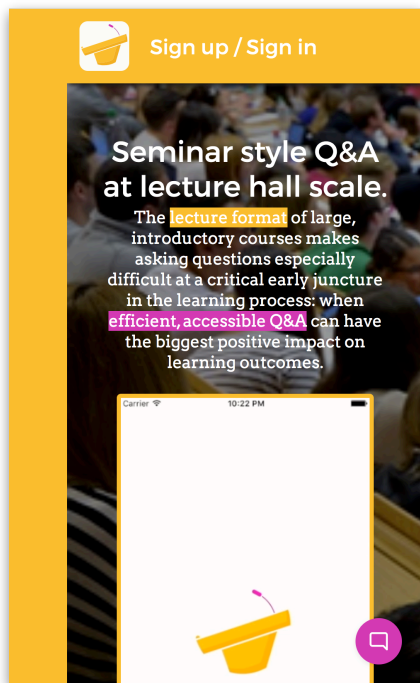 Sign up / Sign in
Seminar style Q&A
at lecture hall scale.
The lecture format of large,
introductory courses makes
asking questions especially
difficult at a critical early juncture
in the learning process: when
efficient, accessible Q&A can have
the biggest positive impact on
learning outcomes.
Carrier 10:22 PM